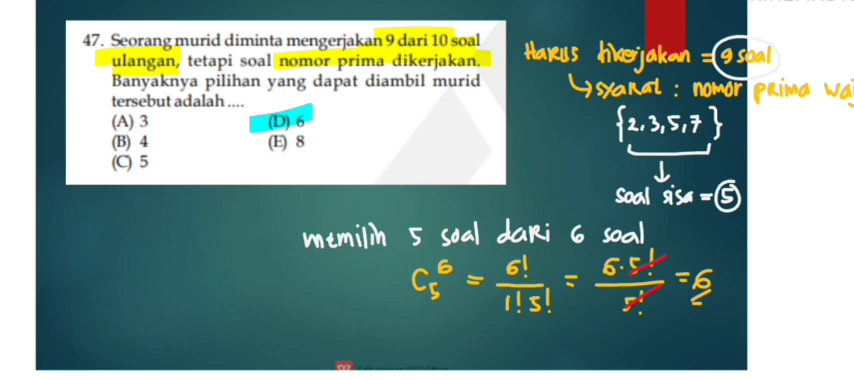 47. Seorang murid diminta mengerjakan 9 dari 10 soal
ulangan, tetapi soal nomor prima dikerjakan.
Banyaknya pilihan yang dapat diambil murid
tersebut adalah ....
(A) 3
(D) 6
(B) 4
(E) 8
(C) 5
Harus dikerjakan = 9 soal
↳ syarat : nomor prima waj
{2,3,5,7}
↓
soal sisa = 5
memilih 5 soal dari 6 soal
C₅⁶ = 6!/1!5! = 6.5!/5! = 6